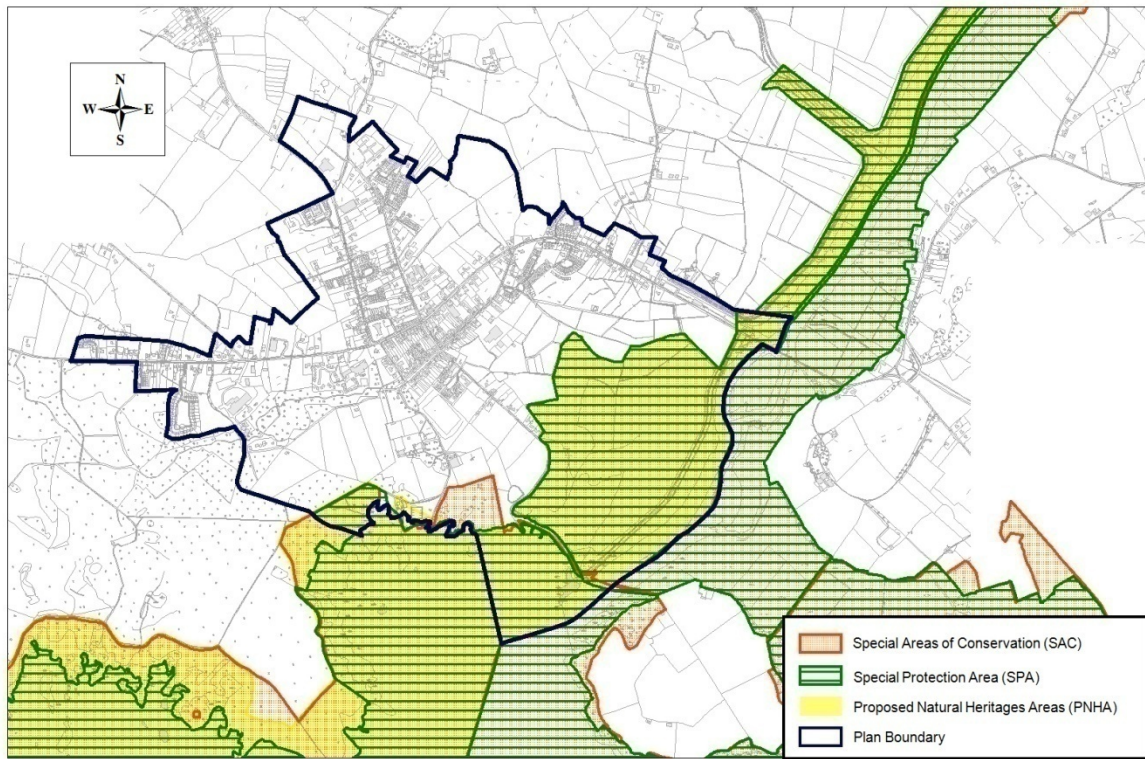 N
W E
S
Special Areas of Conservation (SAC)
Special Protection Area (SPA)
Proposed Natural Heritages Areas (PNHA)
Plan Boundary